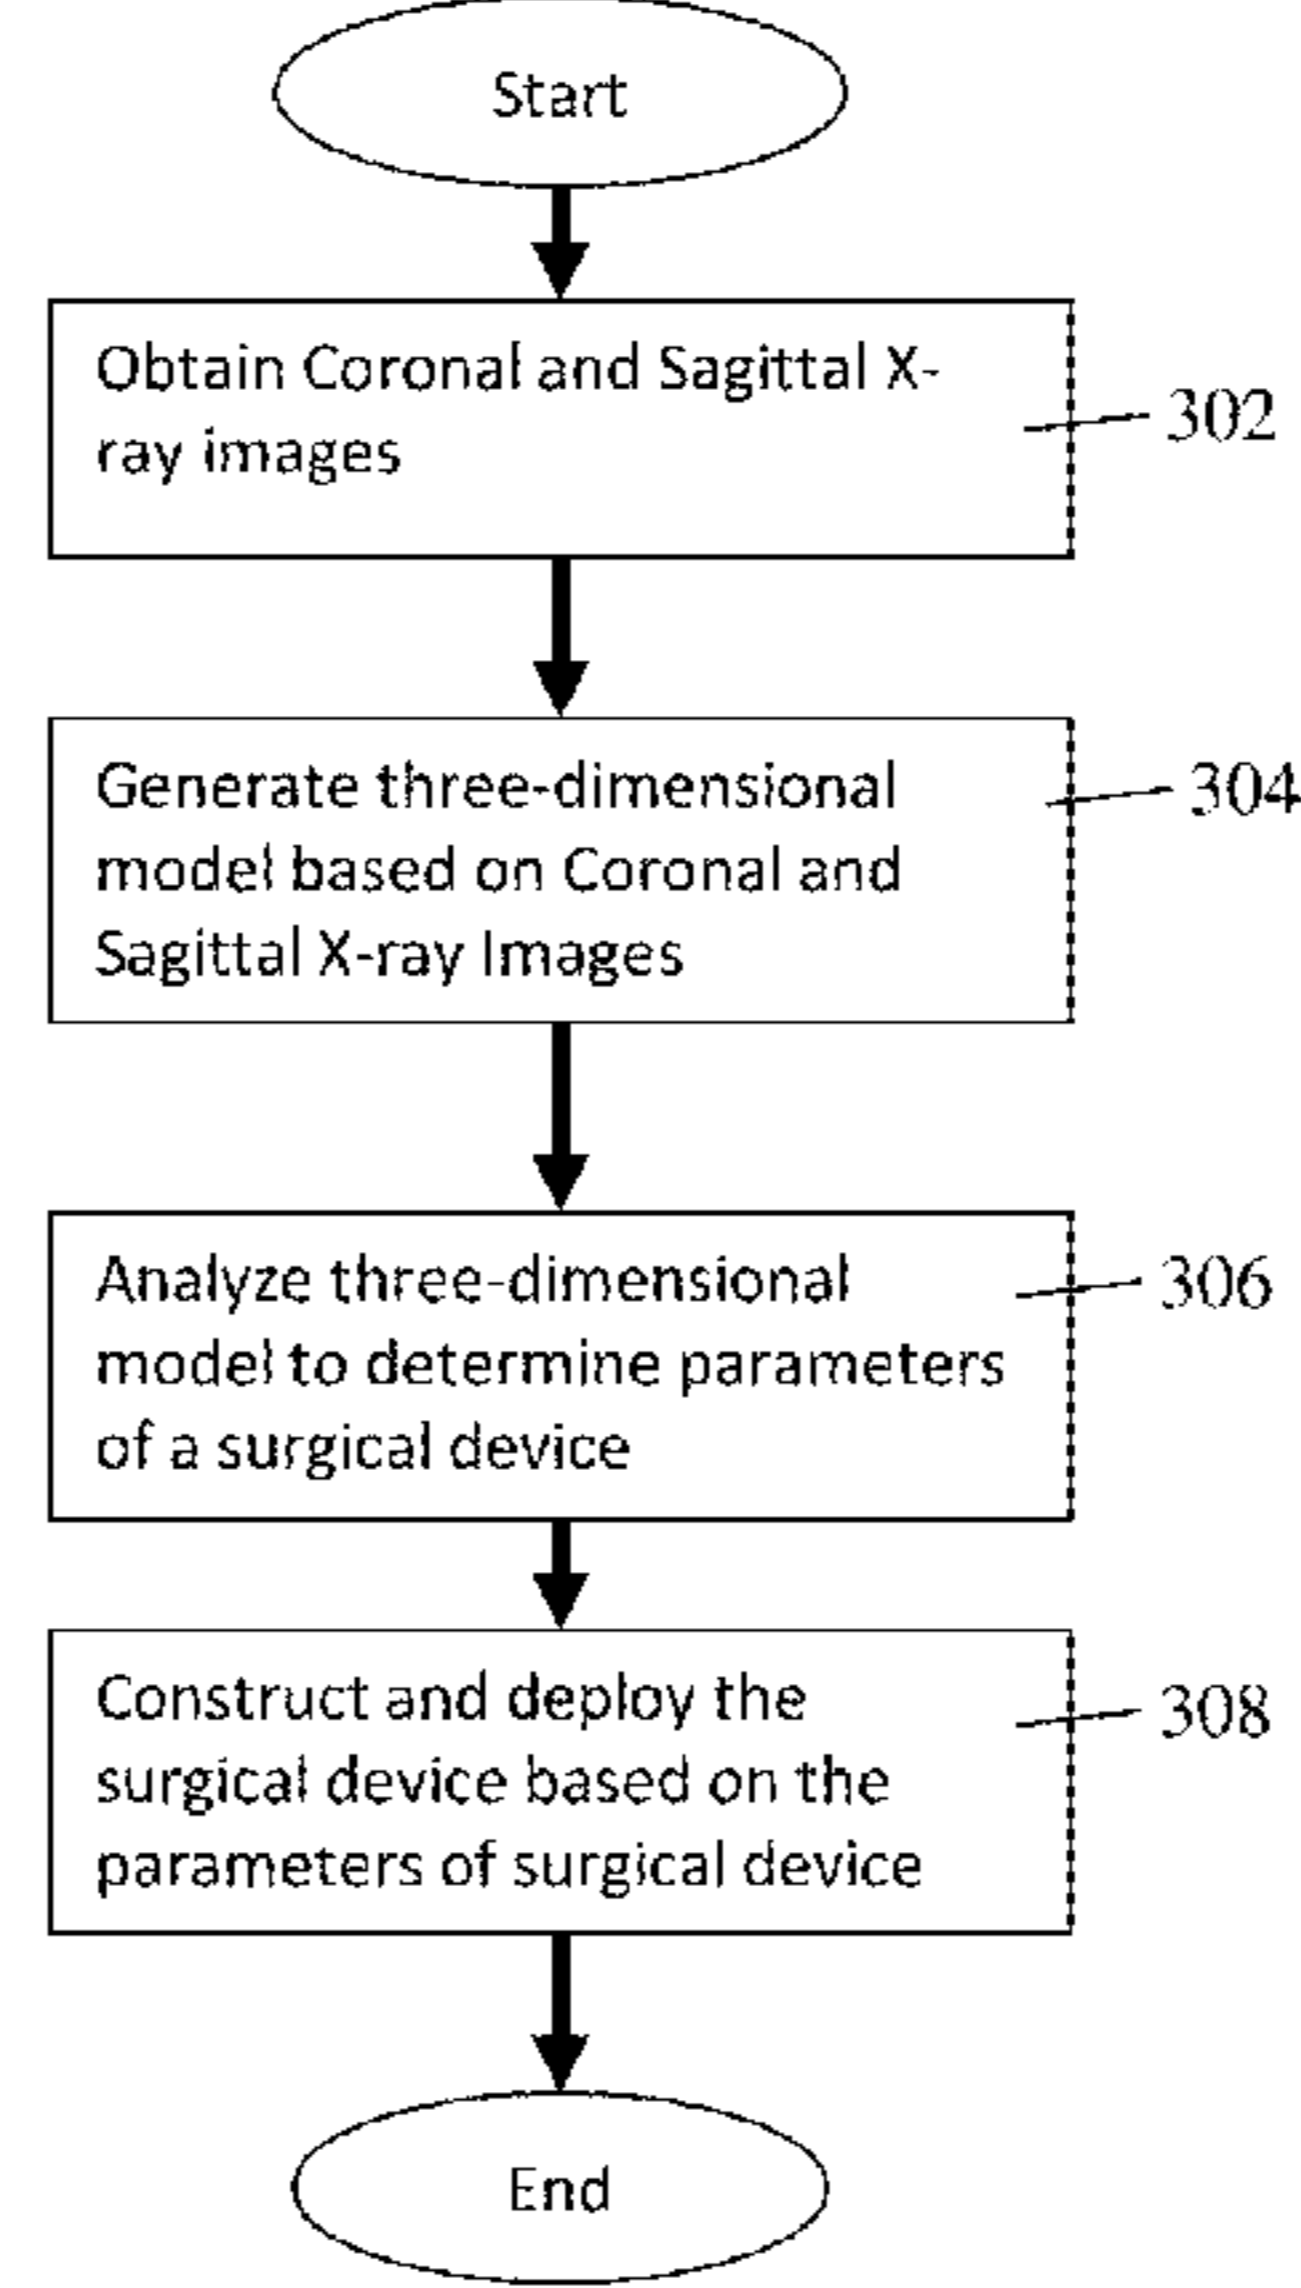 Start
Obtain Coronal and Sagittal X-
ray images
302
Generate three-dimensional
model based on Coronal and
Sagittal X-ray Images
304
Analyze three-dimensional
model to determine parameters
of a surgical device
306
Construct and deploy the
surgical device based on the
parameters of surgical device
308
End